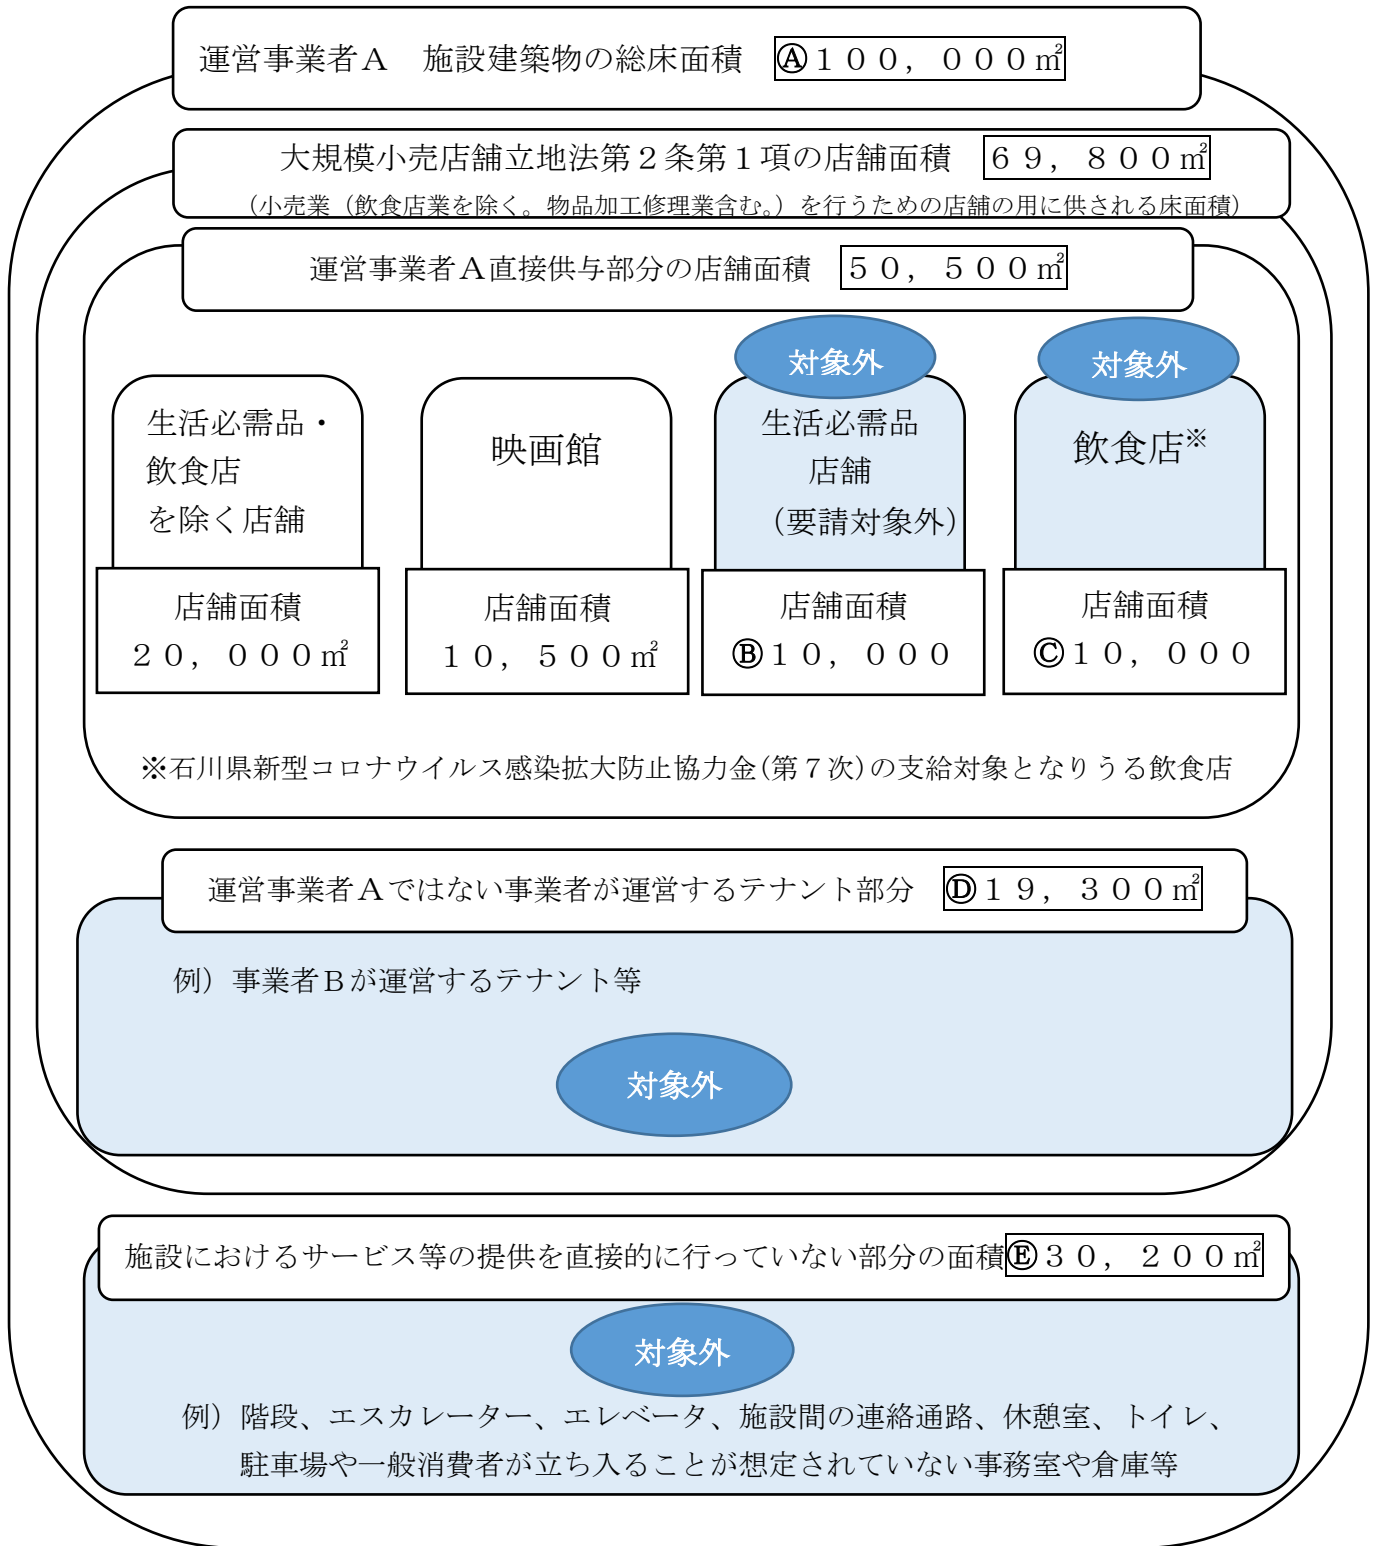 運営事業者A　施設建築物の総床面積　Ⓐ１００，０００㎡
大規模小売店舗立地法第２条第１項の店舗面積　６９，８００㎡
（小売業（飲食店業を除く。物品加工修理業含む。）を行うための店舗の用に供される床面積）
運営事業者A直接供与部分の店舗面積　５０，５００㎡
対象外
対象外
生活必需品・
飲食店
を除く店舗
映画館
生活必需品
店舗
（要請対象外）
飲食店※
店舗面積
２０，０００㎡
店舗面積
１０，５００㎡
店舗面積
Ⓑ１０，０００
店舗面積
Ⓒ１０，０００
※石川県新型コロナウイルス感染拡大防止協力金(第７次)の支給対象となりうる飲食店
運営事業者Aではない事業者が運営するテナント部分　Ⓓ１９，３００㎡
例）事業者Ｂが運営するテナント等
対象外
施設におけるサービス等の提供を直接的に行っていない部分の面積Ⓔ３０，２００㎡
対象外
例）階段、エスカレーター、エレベータ、施設間の連絡通路、休憩室、トイレ、
駐車場や一般消費者が立ち入ることが想定されていない事務室や倉庫等